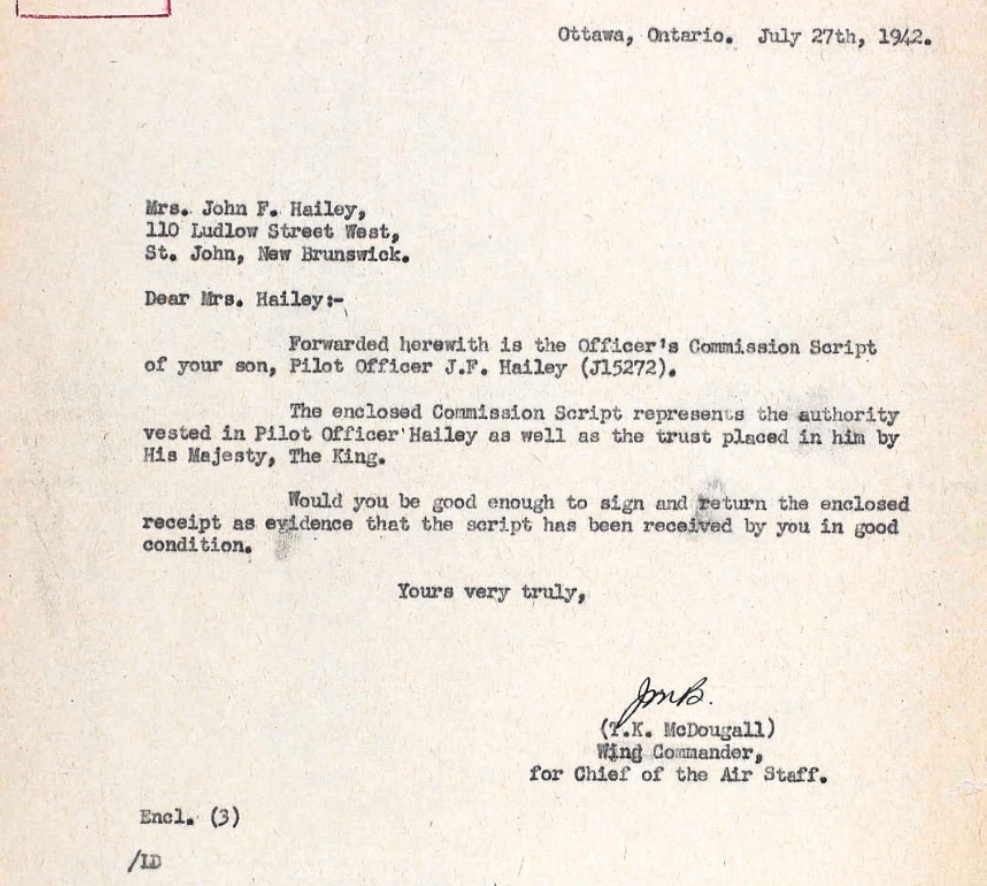 Ottawa, Ontario. July 27th, 1942.
Mrs. John F. Hailey,
110 Ludlow Street West,
St. John, New Brunswick.
Dear Mrs. Hailey:-
Forwarded herewith is the Officer's Commission Script
of your son, Pilot Officer J.F. Hailey (J15272).
The enclosed Commission Script represents the authority
vested in Pilot Officer Hailey as well as the trust placed in him by
His Majesty, The King.
Would you be good enough to sign and return the enclosed
receipt as evidence that the script has been received by you in good
condition.
Yours very truly,
JMB.
(T.K. McDougall)
Wing Commander,
for Chief of the Air Staff.
Encl. (3)
/LD